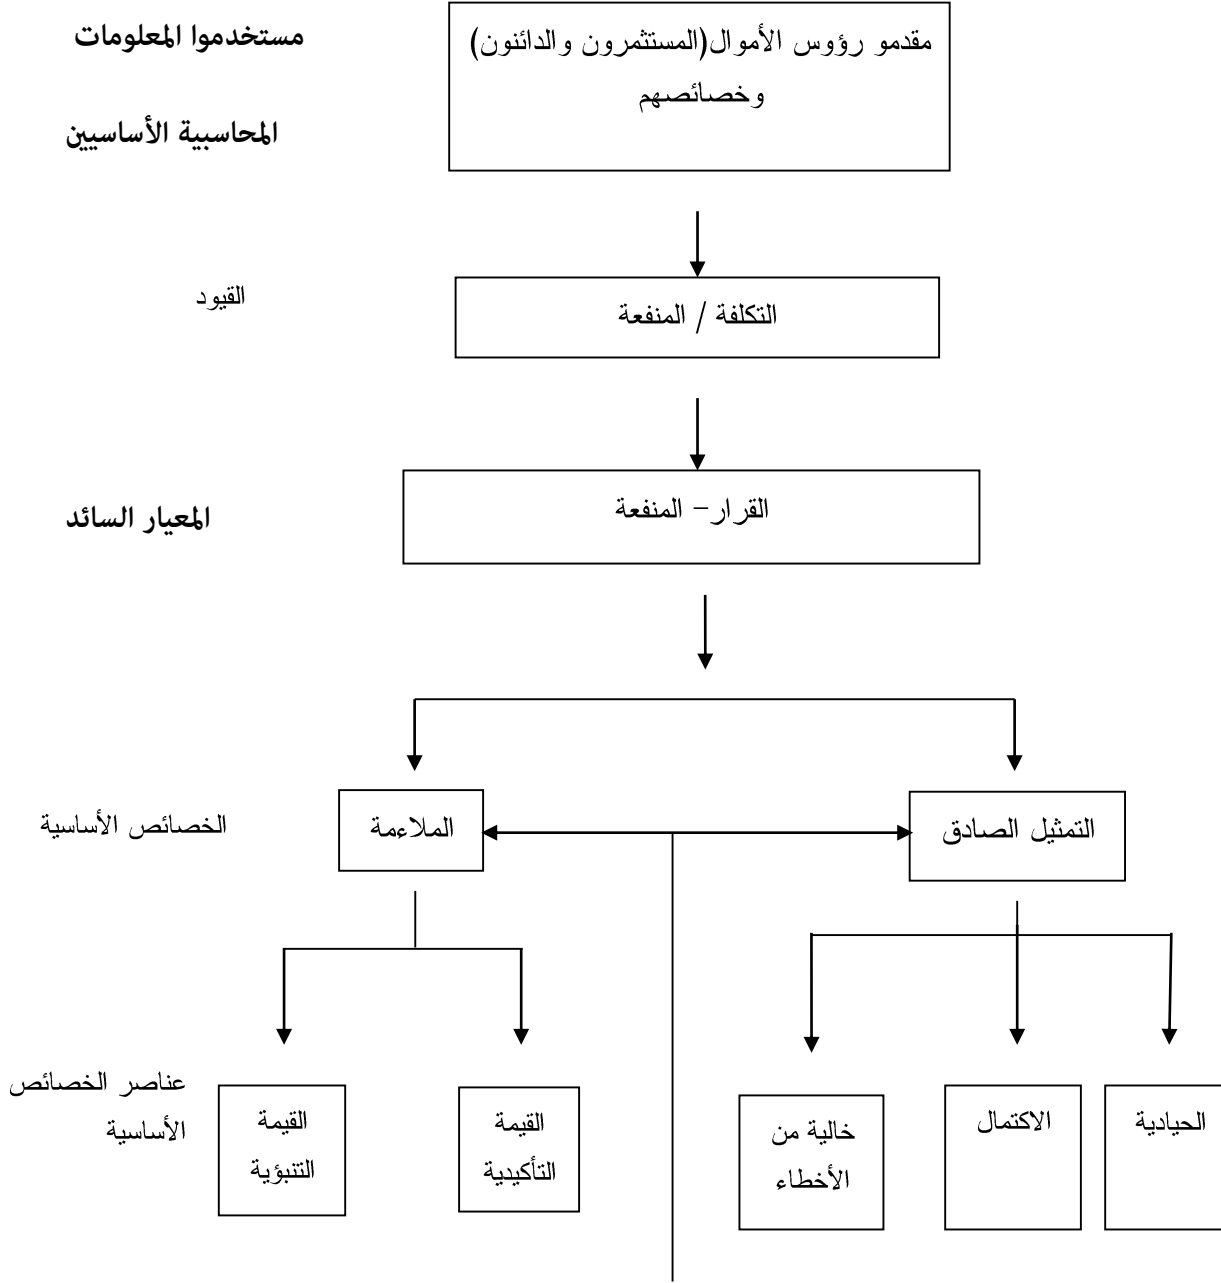 مستخدموا المعلومات
المحاسبية الأساسيين
مقدمو رؤوس الأموال(المستثمرون والدائنون)
وخصائصهم
القيود
التكلفة / المنفعة
المعيار السائد
القرار- المنفعة
الخصائص الأساسية
التمثيل الصادق
الملاءمة
عناصر الخصائص
الأساسية
الحيادية
الاكتمال
خالية من
الأخطاء
القيمة
التأكيدية
القيمة
التنبؤية